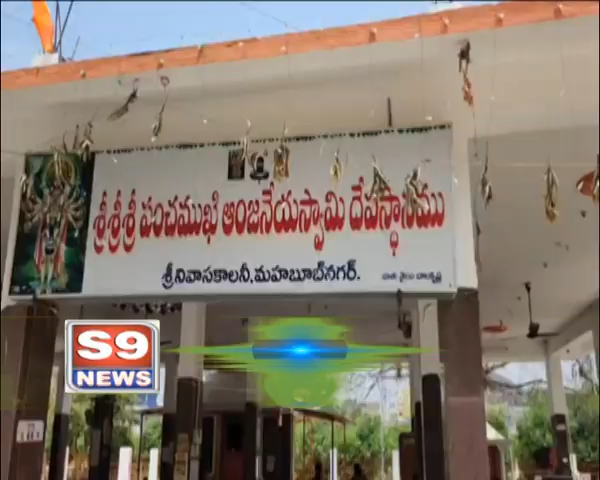 శ్రీశ్రీశ్రీ పంచముఖి ఆంజనేయస్వామి దేవస్థానము
శ్రీనివాసకాలనీ, మహబూబ్‌నగర్.
S9
NEWS